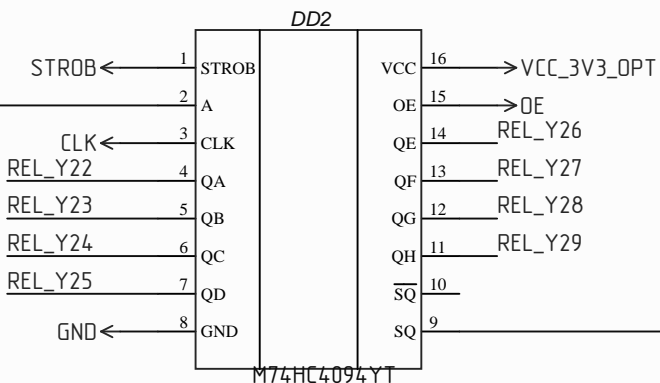 DD2
STROB 1 STROB VCC 16 VCC_3V3_OPT
2 A OE 15 OE
CLK 3 CLK QE 14 REL_Y26
REL_Y22 4 QA QF 13 REL_Y27
REL_Y23 5 QB QG 12 REL_Y28
REL_Y24 6 QC QH 11 REL_Y29
REL_Y25 7 QD SQ 10
GND 8 GND SQ 9
M74HC4094YT